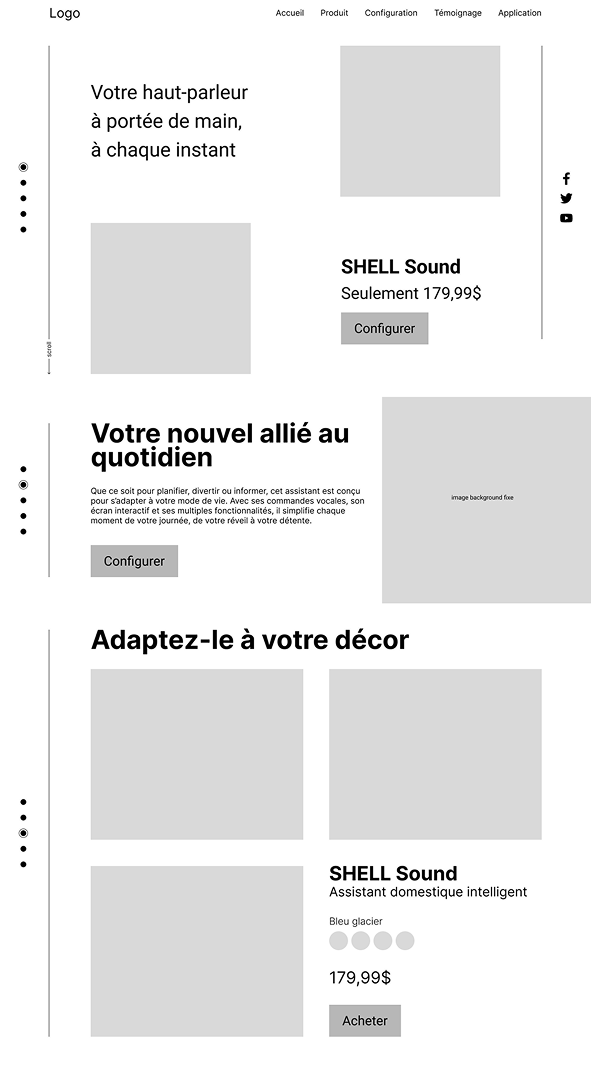 Logo
Accueil Produit Configuration Témoignage Application
Votre haut-parleur
à portée de main,
à chaque instant
SHELL Sound
Seulement 179,99$
Configurer
scroll
Votre nouvel allié au
quotidien
Que ce soit pour planifier, divertir ou informer, cet assistant est conçu
pour s'adapter à votre mode de vie. Avec ses commandes vocales, son
écran interactif et ses multiples fonctionnalités, il simplifie chaque
moment de votre journée, de votre réveil à votre détente.
Configurer
image background fixe
Adaptez-le à votre décor
SHELL Sound
Assistant domestique intelligent
Bleu glacier
179,99$
Acheter